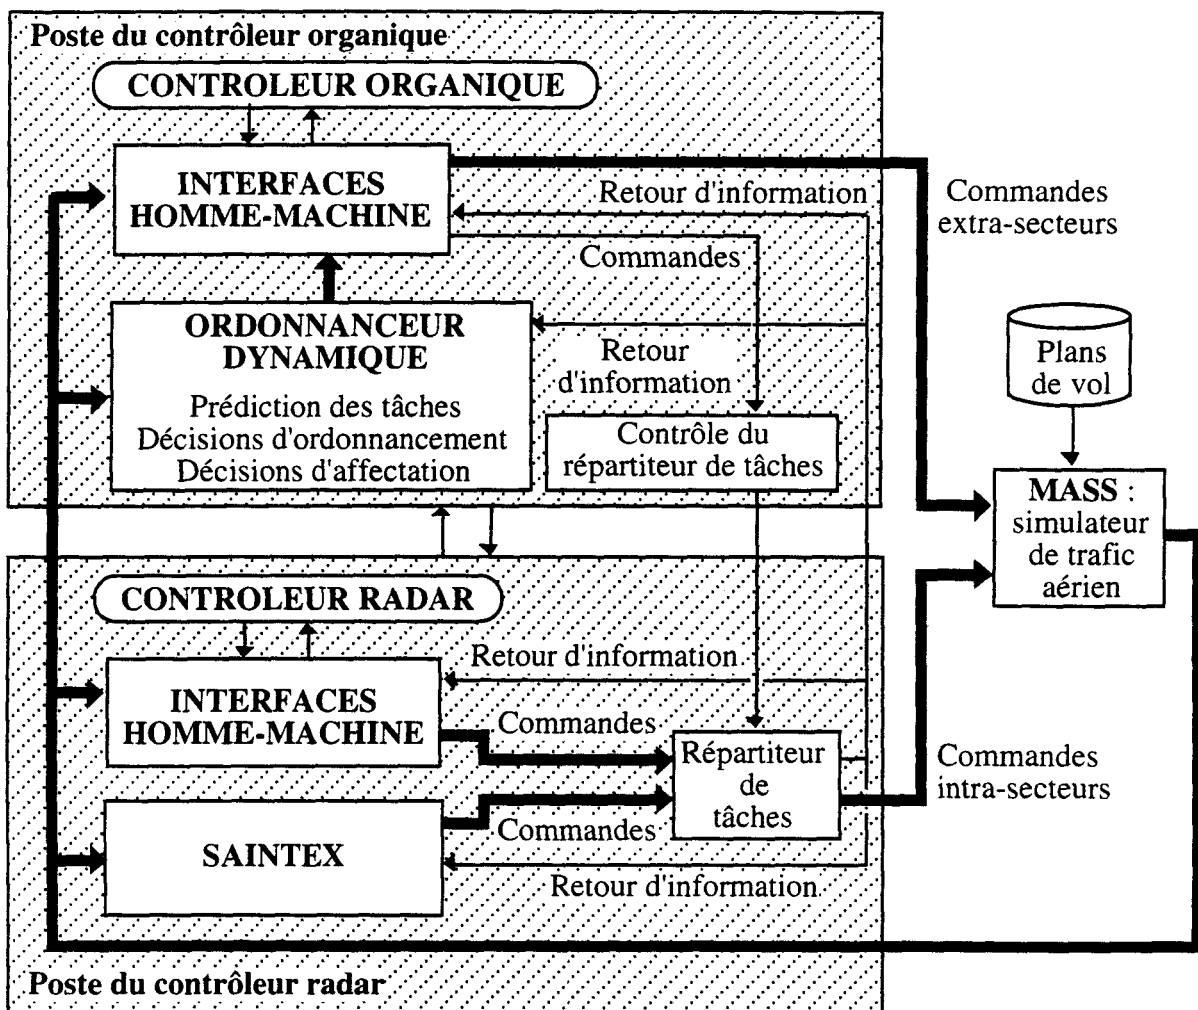 Poste du contrôleur organique
CONTROLEUR ORGANIQUE
INTERFACES
HOMME-MACHINE
Retour d'information
Commandes
Commandes
extra-secteurs
ORDONNANCEUR
DYNAMIQUE
Prédiction des tâches
Décisions d'ordonnancement
Décisions d'affectation
Retour
d'information
Contrôle du
répartiteur de tâches
Plans
de vol
MASS :
simulateur
de trafic
aérien
CONTROLEUR RADAR
Retour d'information
INTERFACES
HOMME-MACHINE
Commandes
Répartiteur
de
tâches
Commandes
intra-secteurs
Commandes
SAINTEX
Retour d'information
Poste du contrôleur radar